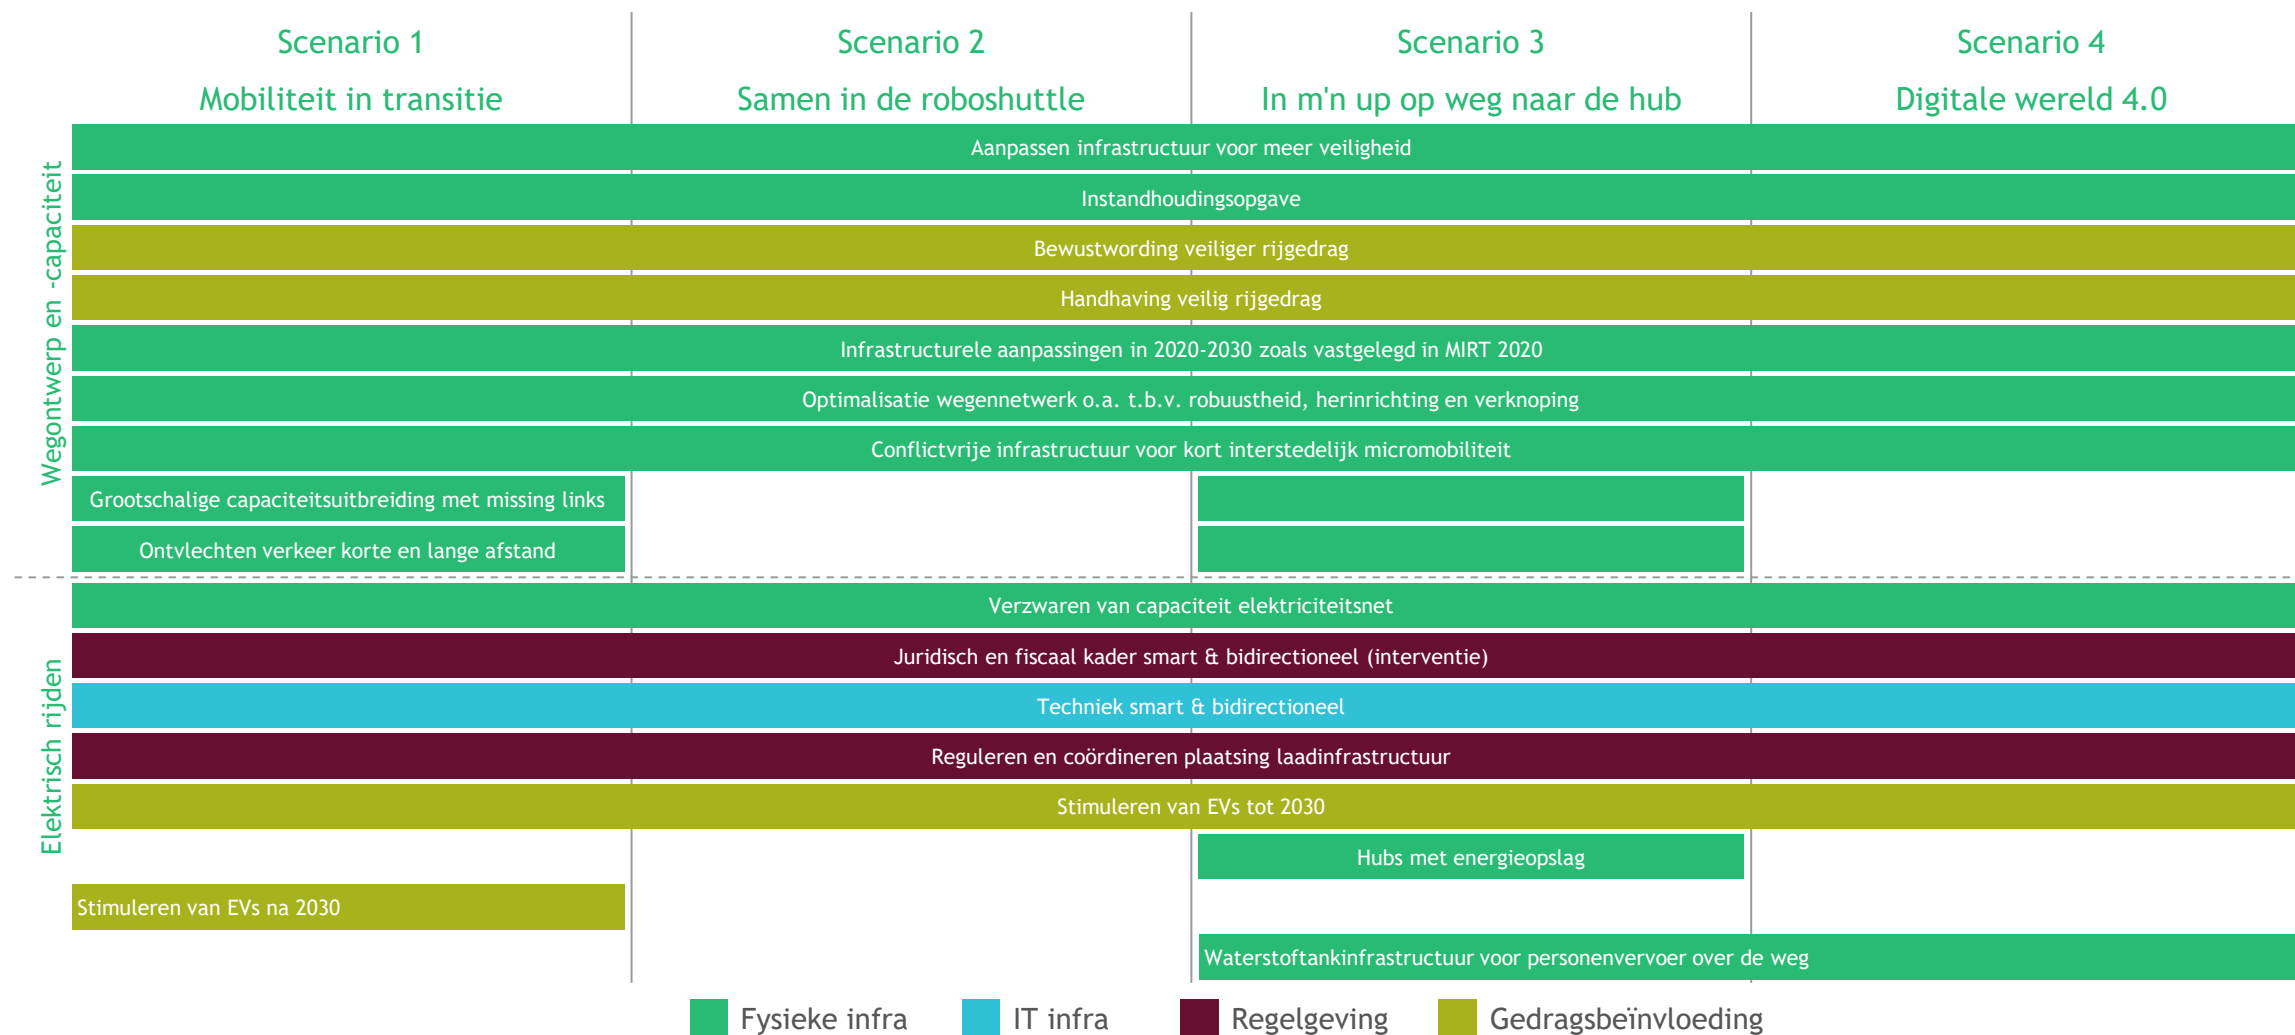 Scenario 1
Mobiliteit in transitie
Scenario 2
Samen in de roboshuttle
Scenario 3
In m'n up op weg naar de hub
Scenario 4
Digitale wereld 4.0
Wegontwerp en -capaciteit
Aanpassen infrastructuur voor meer veiligheid
Instandhoudingsopgave
Bewustwording veiliger rijgedrag
Handhaving veilig rijgedrag
Infrastructurele aanpassingen in 2020-2030 zoals vastgelegd in MIRT 2020
Optimalisatie wegennetwerk o.a. t.b.v. robuustheid, herinrichting en verknoping
Conflictvrije infrastructuur voor kort interstedelijk micromobiliteit
Grootschalige capaciteitsuitbreiding met missing links
Ontvlechten verkeer korte en lange afstand
Elektrisch rijden
Verzwaren van capaciteit elektriciteitsnet
Juridisch en fiscaal kader smart & bidirectioneel (interventie)
Techniek smart & bidirectioneel
Reguleren en coördineren plaatsing laadinfrastructuur
Stimuleren van EVs tot 2030
Hubs met energieopslag
Stimuleren van EVs na 2030
Waterstoftankinfrastructuur voor personenvervoer over de weg
Fysieke infra
IT infra
Regelgeving
Gedragsbeïnvloeding